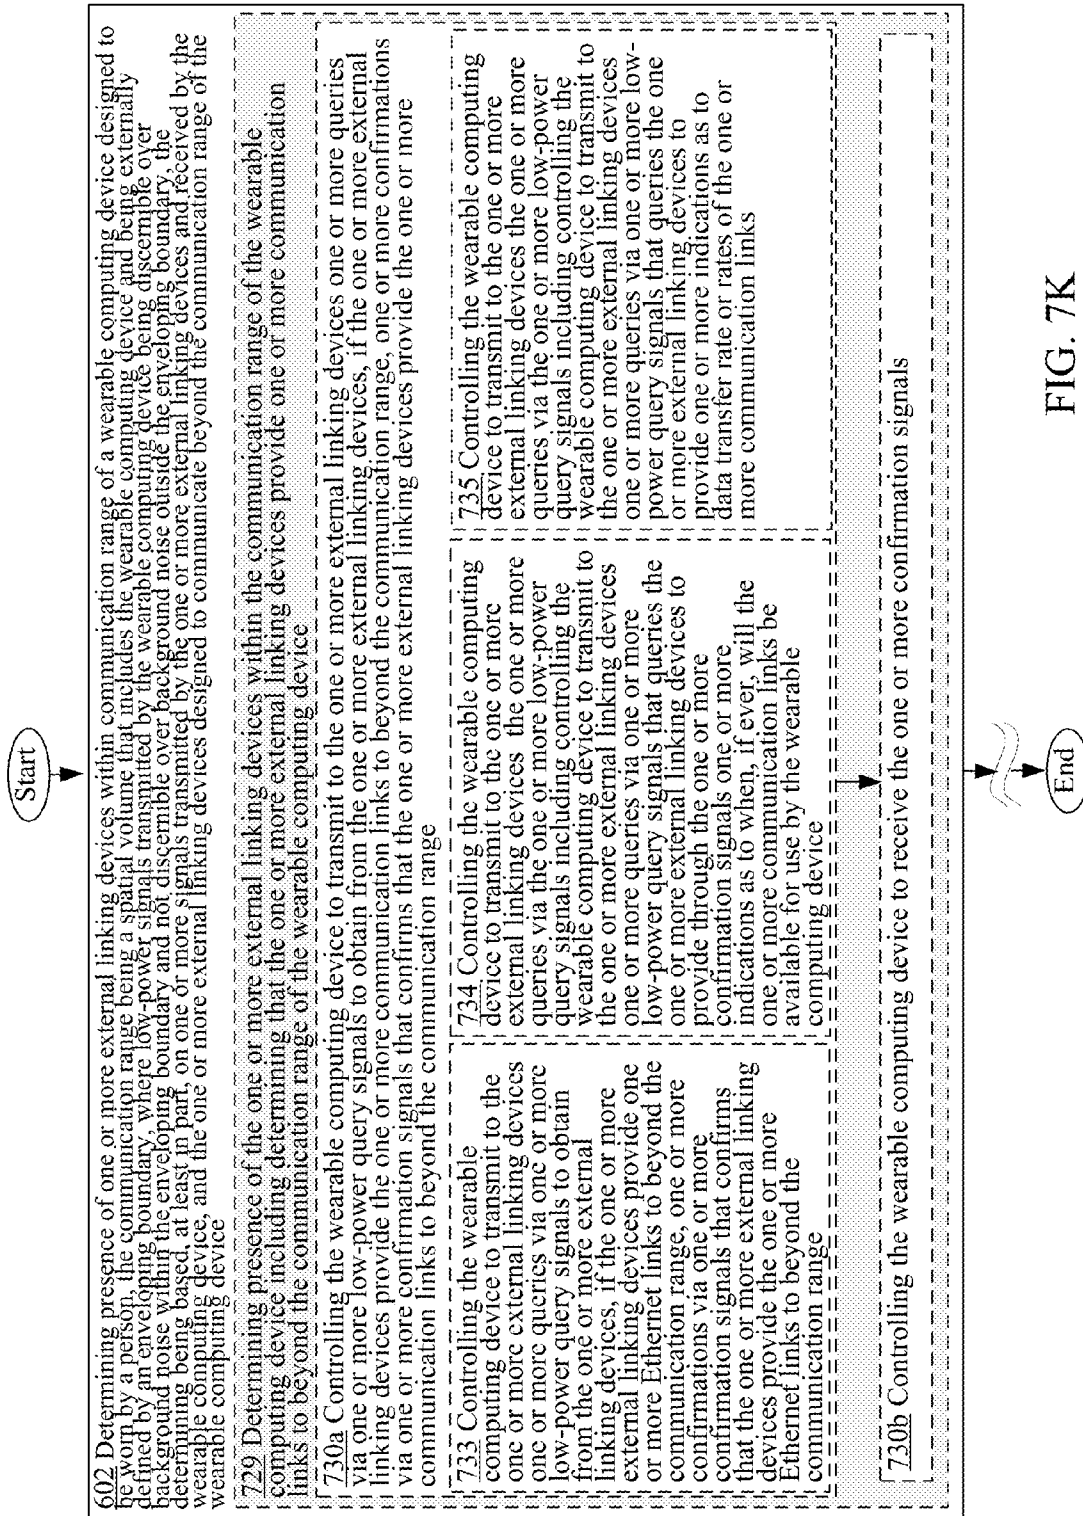 Start
602 Determining presence of one or more external linking devices within communication range of a wearable computing device designed to
be worn by a person, the communication range being a spatial volume that includes the wearable computing device and being externally
defined by an enveloping boundary, where low-power signals transmitted by the wearable computing device being discernible over
background noise within the enveloping boundary and not discernible over background noise outside the enveloping boundary, the
determining being based, at least in part, on one or more signals transmitted by the one or more external linking devices and received by the
wearable computing device, and the one or more external linking devices designed to communicate beyond the communication range of the
wearable computing device
729 Determining presence of the one or more external linking devices within the communication range of the wearable
computing device including determining that the one or more external linking devices provide one or more communication
links to beyond the communication range of the wearable computing device
730a Controlling the wearable computing device to transmit to the one or more external linking devices one or more queries
via one or more low-power query signals to obtain from the one or more external linking devices, if the one or more external
linking devices provide the one or more communication links to beyond the communication range, one or more confirmations
via one or more confirmation signals that confirms that the one or more external linking devices provide the one or more
communication links to beyond the communication range
733 Controlling the wearable
computing device to transmit to the
one or more external linking devices
one or more queries via one or more
low-power query signals to obtain
from the one or more external
linking devices, if the one or more
external linking devices provide one
or more Ethernet links to beyond the
communication range, one or more
confirmations via one or more
confirmation signals that confirms
that the one or more external linking
devices provide the one or more
Ethernet links to beyond the
communication range
734 Controlling the wearable computing
device to transmit to the one or more
external linking devices the one or more
queries via the one or more low-power
query signals including controlling the
wearable computing device to transmit to
the one or more external linking devices
one or more queries via one or more
low-power query signals that queries the
one or more external linking devices to
provide through the one or more
confirmation signals one or more
indications as to when, if ever, will the
one or more communication links be
available for use by the wearable
computing device
735 Controlling the wearable computing
device to transmit to the one or more
external linking devices the one or more
queries via the one or more low-power
query signals including controlling the
wearable computing device to transmit to
the one or more external linking devices
one or more queries via one or more low-
power query signals that queries the one
or more external linking devices to
provide one or more indications as to
data transfer rate or rates of the one or
more communication links
730b Controlling the wearable computing device to receive the one or more confirmation signals
End
FIG. 7K